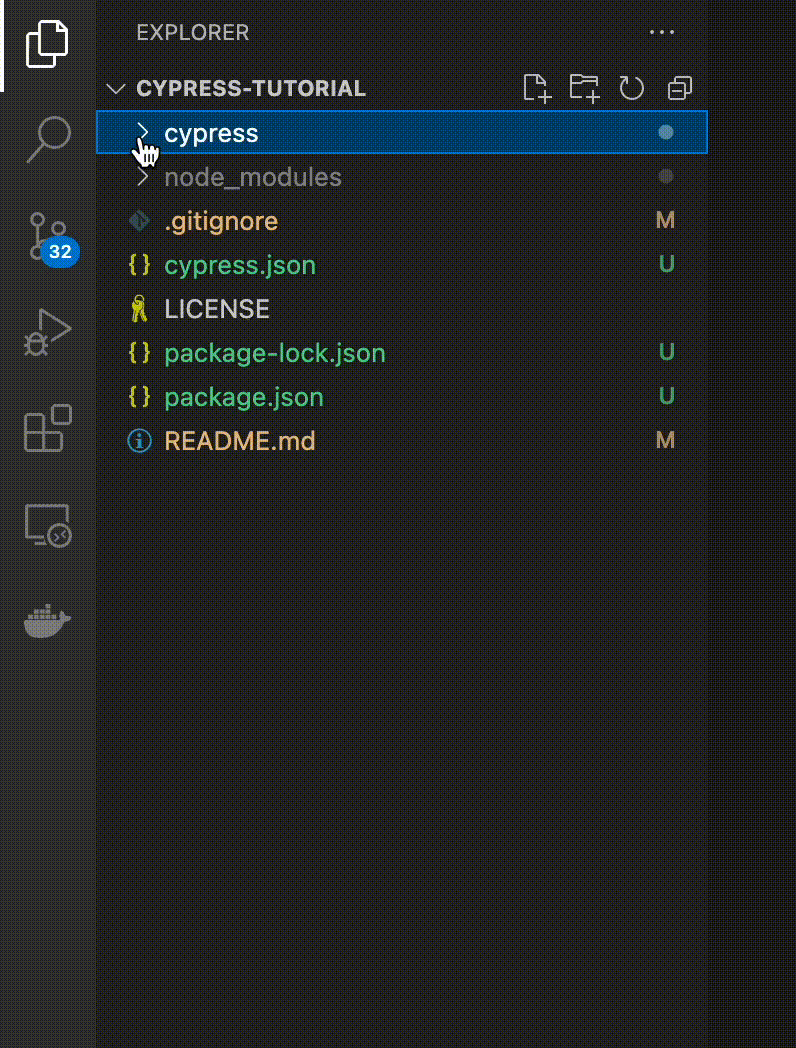 EXPLORER
CYPRESS-TUTORIAL
cypress
node_modules
.gitignore M
cypress.json U
LICENSE
package-lock.json U
package.json U
README.md M
32